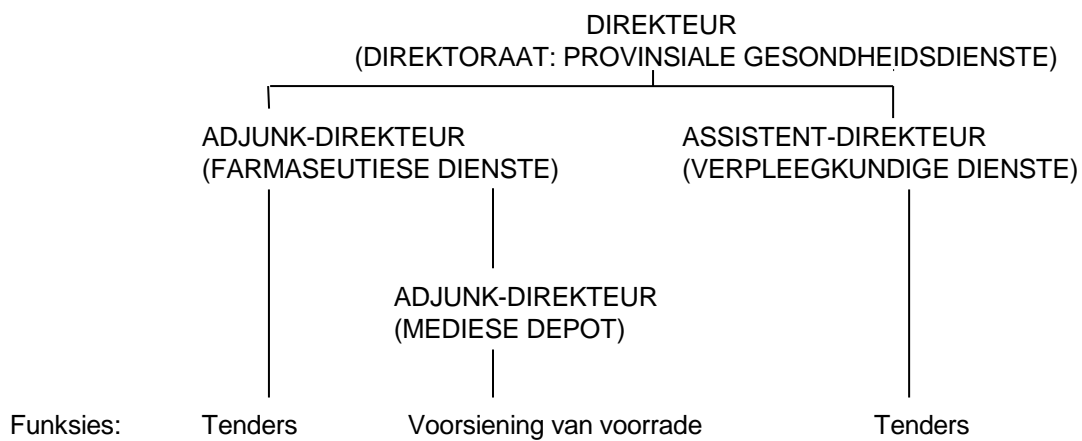 DIREKTEUR
(DIREKTORAAT: PROVINSIALE GESONDHEIDSDIENSTE)
ADJUNK-DIREKTEUR
(FARMASEUTIESE DIENSTE)
ASSISTENT-DIREKTEUR
(VERPLEEGKUNDIGE DIENSTE)
ADJUNK-DIREKTEUR
(MEDIESE DEPOT)
Funksies: Tenders Voorsiening van voorrade Tenders